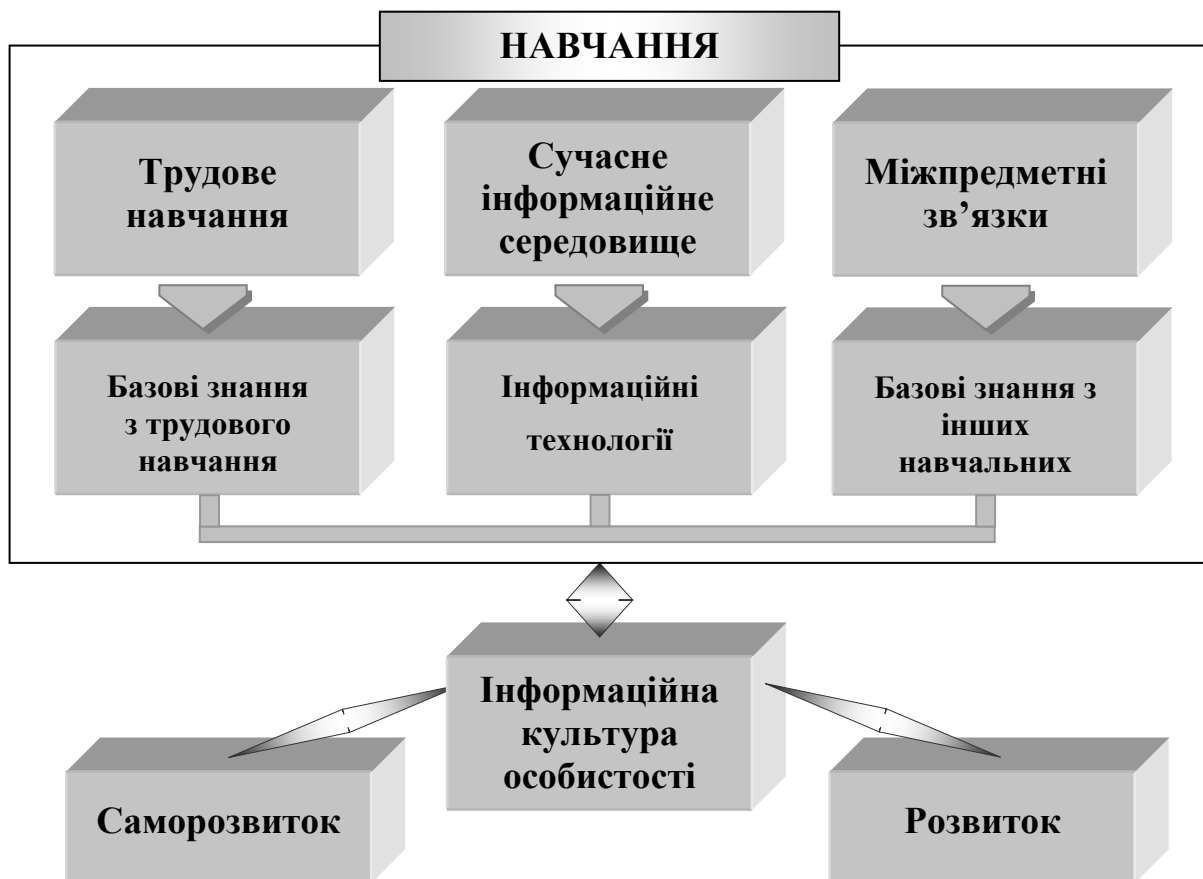 НАВЧАННЯ
Трудове
навчання
Сучасне
інформаційне
середовище
Міжпредметні
зв’язки
Базові знання
з трудового
навчання
Інформаційні
технології
Базові знання з
інших
навчальних
Інформаційна
культура
особистості
Саморозвиток
Розвиток